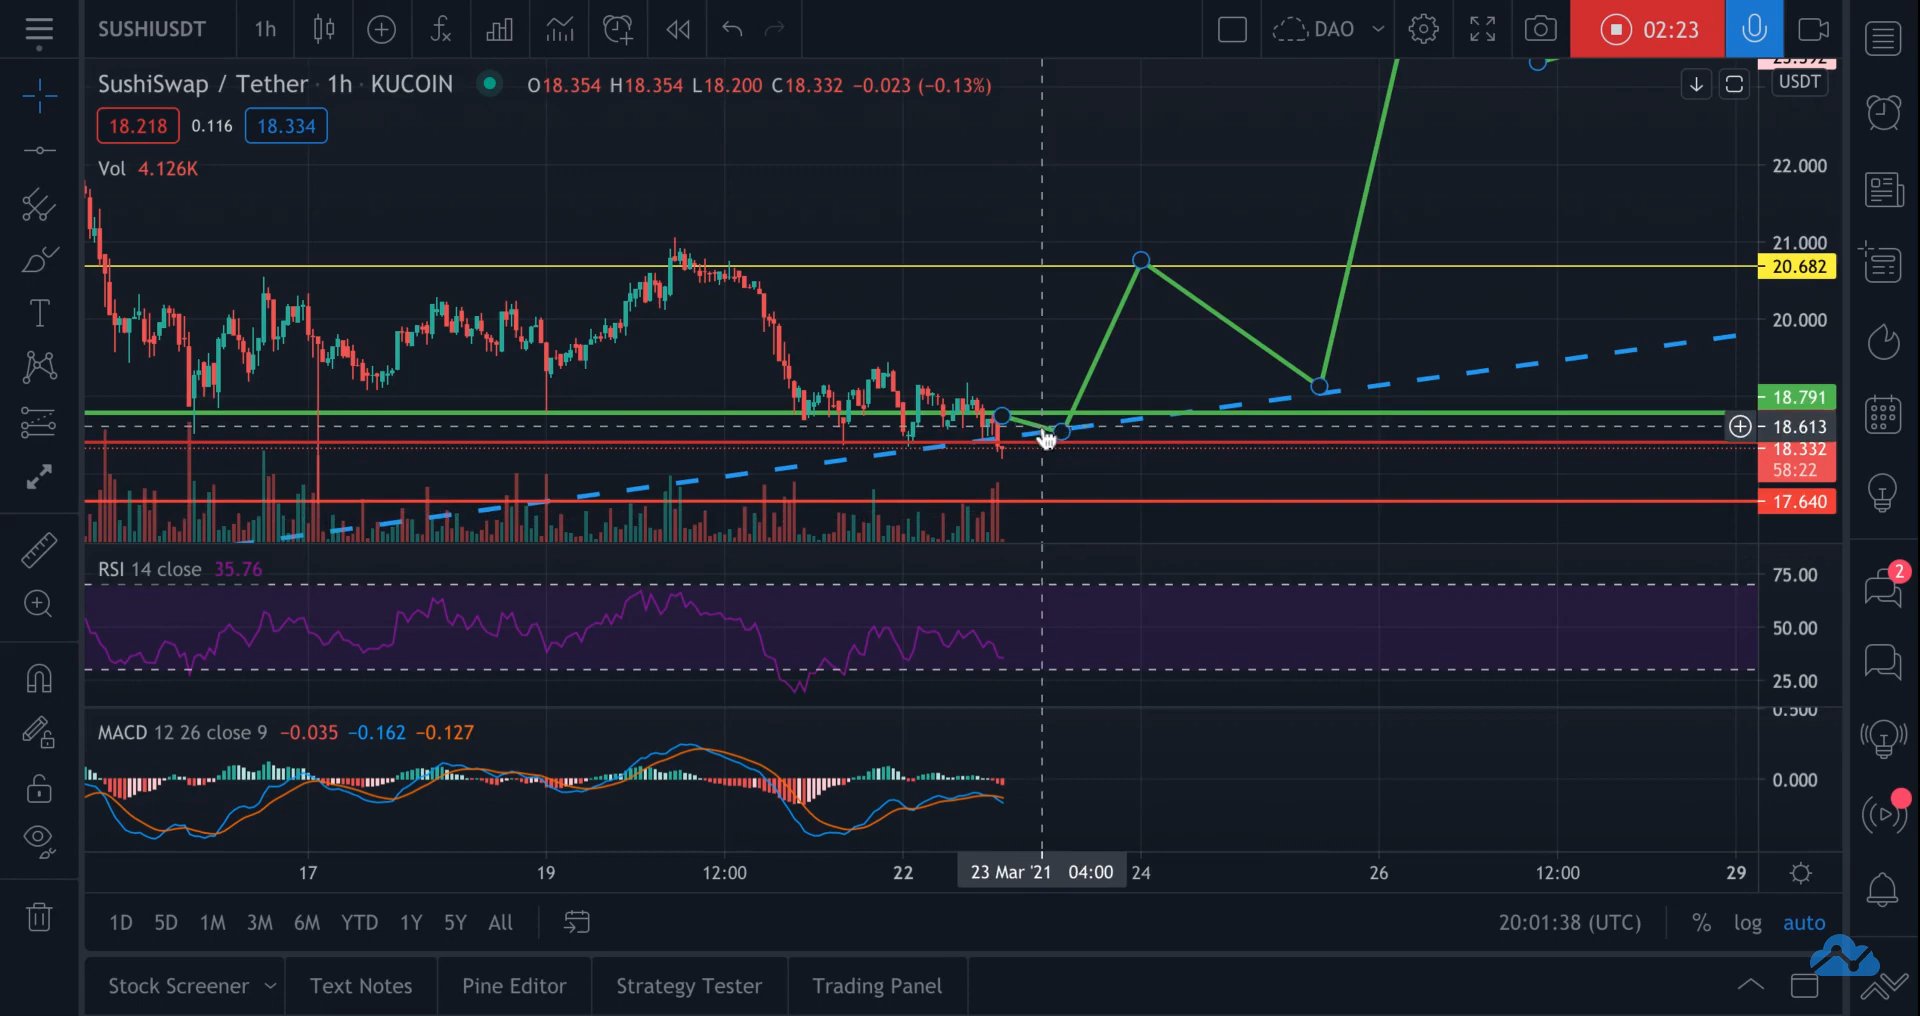 SUSHIUSDT 1h DAO 02:23
SushiSwap / Tether · 1h · KUCOIN O18.354 H18.354 L18.200 C18.332 −0.023 (−0.13%) USDT
18.218 0.116 18.334
Vol 4.126K
22.000
21.000
20.682
20.000
18.791
18.613
18.332
58:22
17.640
RSI 14 close 35.76
75.00
50.00
25.00
MACD 12 26 close 9 −0.035 −0.162 −0.127
0.500
0.000
17 19 12:00 22 23 Mar '21 04:00 24 26 12:00 29
1D 5D 1M 3M 6M YTD 1Y 5Y All 20:01:38 (UTC) % log auto
Stock Screener Text Notes Pine Editor Strategy Tester Trading Panel
2